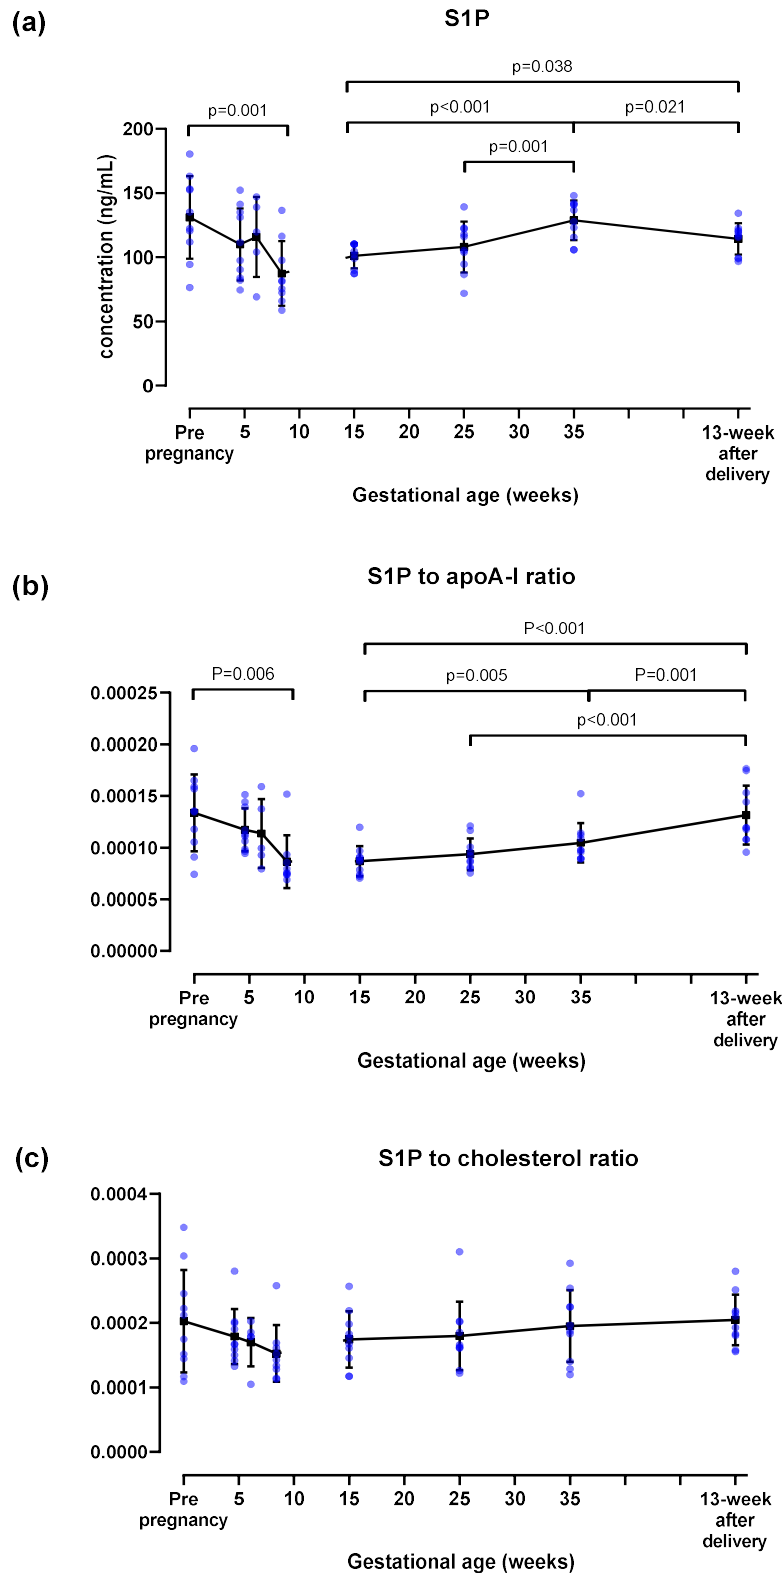 (a)
S1P
p=0.038
p=0.001
p<0.001
p=0.021
p=0.001
concentration (ng/mL)
200
150
100
50
0
Pre pregnancy 5 10 15 20 25 30 35 13-week after delivery
Gestational age (weeks)
(b)
S1P to apoA-I ratio
P<0.001
P=0.006
p=0.005
P=0.001
p<0.001
0.00025
0.00020
0.00015
0.00010
0.00005
0.00000
Pre pregnancy 5 10 15 20 25 30 35 13-week after delivery
Gestational age (weeks)
(c)
S1P to cholesterol ratio
0.0004
0.0003
0.0002
0.0001
0.0000
Pre pregnancy 5 10 15 20 25 30 35 13-week after delivery
Gestational age (weeks)